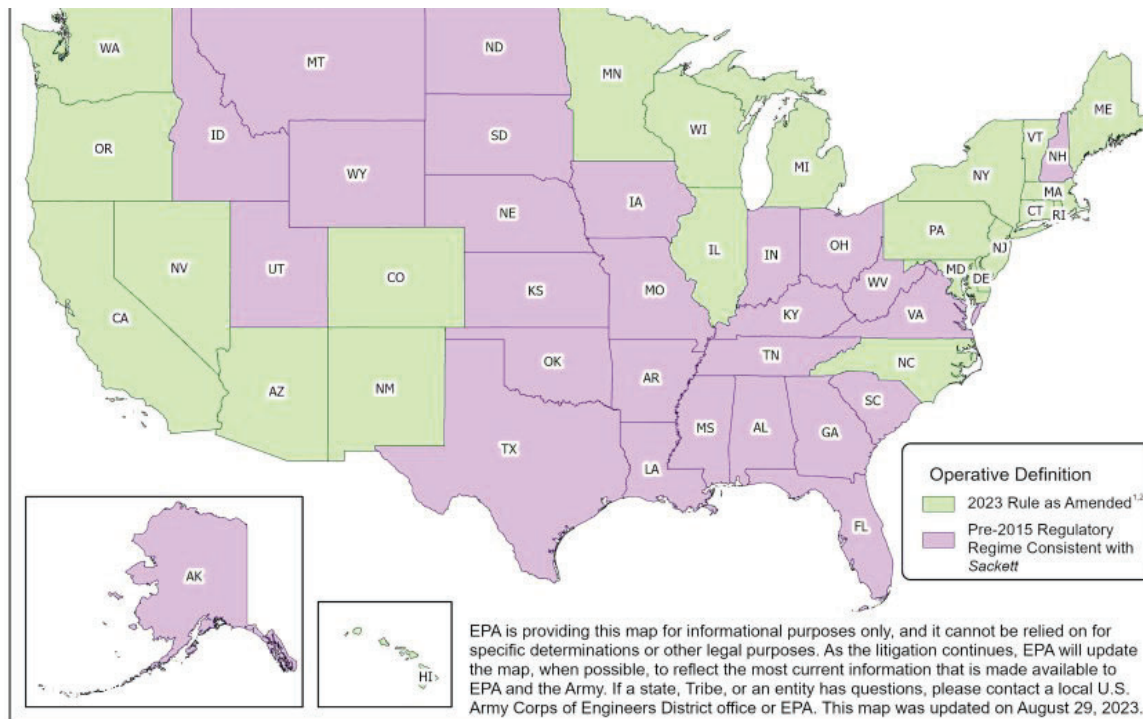 WA
MT
ND
MN
ME
OR
ID
SD
WI
VT
NH
WY
MI
NY
MA
CT
RI
IA
NE
PA
NV
UT
CO
IL
IN
OH
NJ
MD
DE
CA
KS
MO
WV
VA
KY
AZ
NM
OK
AR
TN
NC
TX
LA
MS
AL
GA
SC
FL
AK
HI
Operative Definition
2023 Rule as Amended1,2
Pre-2015 Regulatory
Regime Consistent with
Sackett
EPA is providing this map for informational purposes only, and it cannot be relied on for
specific determinations or other legal purposes. As the litigation continues, EPA will update
the map, when possible, to reflect the most current information that is made available to
EPA and the Army. If a state, Tribe, or an entity has questions, please contact a local U.S.
Army Corps of Engineers District office or EPA. This map was updated on August 29, 2023.